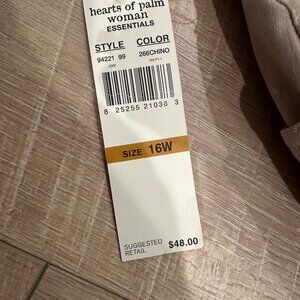 hearts of palm
woman
ESSENTIALS
STYLE COLOR
94221 99 266CHINO
8 25255 21038 3
SIZE 16W
SUGGESTED
RETAIL $48.00